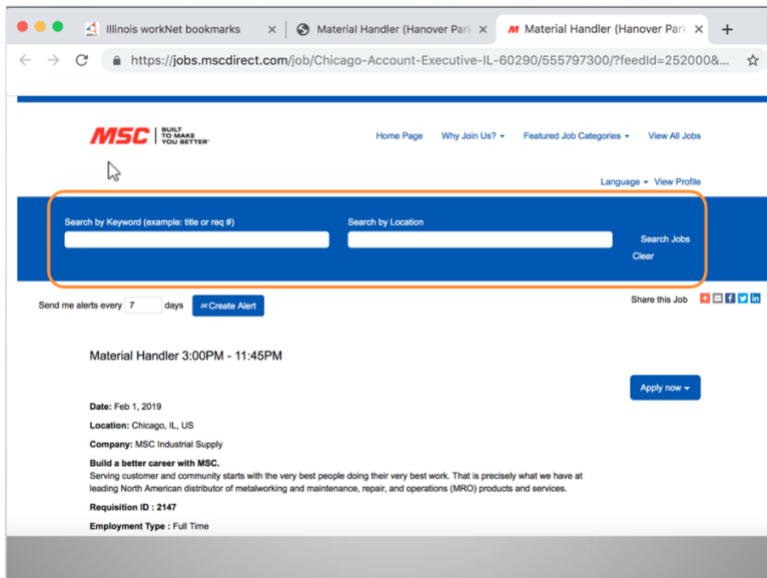 Illinois workNet bookmarks
Material Handler (Hanover Par
Material Handler (Hanover Park
https://jobs.mscdirect.com/job/Chicago-Account-Executive-IL-60290/555797300/?feedId=252000&...
MSC BUILT TO MAKE YOU BETTER
Home Page Why Join Us? Featured Job Categories View All Jobs
Language View Profile
Search by Keyword (example: title or req #) Search by Location
Search Jobs
Clear
Send me alerts every 7 days Create Alert
Share this Job
Material Handler 3:00PM - 11:45PM
Apply now
Date: Feb 1, 2019
Location: Chicago, IL, US
Company: MSC Industrial Supply
Build a better career with MSC.
Serving customer and community starts with the very best people doing their very best work. That is precisely what we have at
leading North American distributor of metalworking and maintenance, repair, and operations (MRO) products and services.
Requisition ID : 2147
Employment Type : Full Time